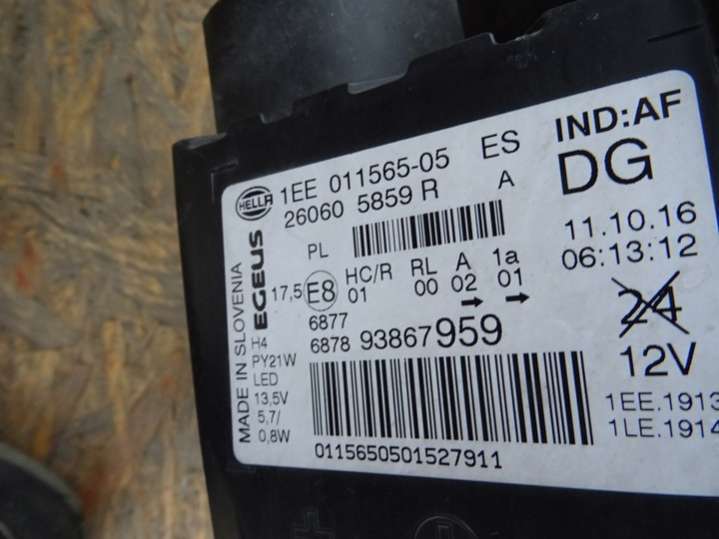 IND:AF
HELLA 1EE 011565-05 ES DG
260605859 R A
11.10.16
06:13:12
PL
EGEUS
MADE IN SLOVENIA
17,5 E8 HC/R RL A 1a
01 00 02 01
6877
6878 93867959
24
12V
H4
PY21W
LED
13,5V
5,7/
0,8W
1EE.1913
1LE.1914
0115650501527911